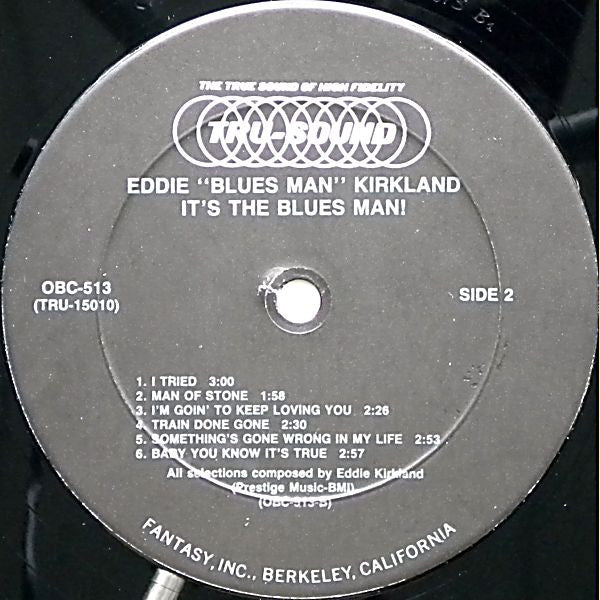 THE TRUE SOUND OF HIGH FIDELITY
TRU-SOUND
EDDIE "BLUES MAN" KIRKLAND
IT'S THE BLUES MAN!
OBC-513
(TRU-15010)
SIDE 2
1. I TRIED 3:00
2. MAN OF STONE 1:58
3. I'M GOIN' TO KEEP LOVING YOU 2:26
4. TRAIN DONE GONE 2:30
5. SOMETHING'S GONE WRONG IN MY LIFE 2:53
6. BABY YOU KNOW IT'S TRUE 2:57
All selections composed by Eddie Kirkland
(Prestige Music-BMI)
(OBC-513-B)
FANTASY, INC., BERKELEY, CALIFORNIA